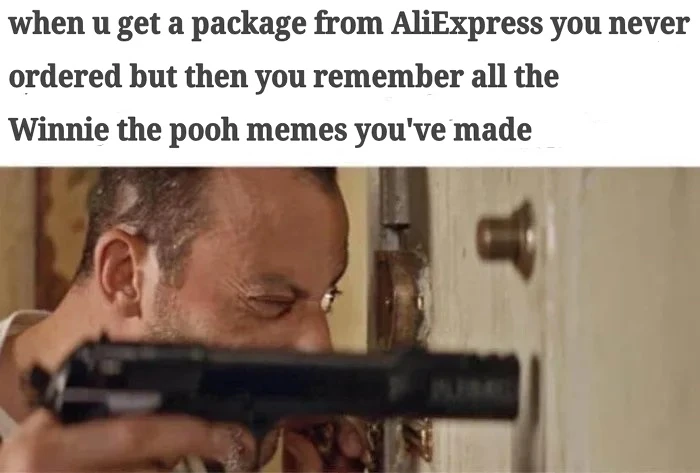 when u get a package from AliExpress you never
ordered but then you remember all the
Winnie the pooh memes you've made